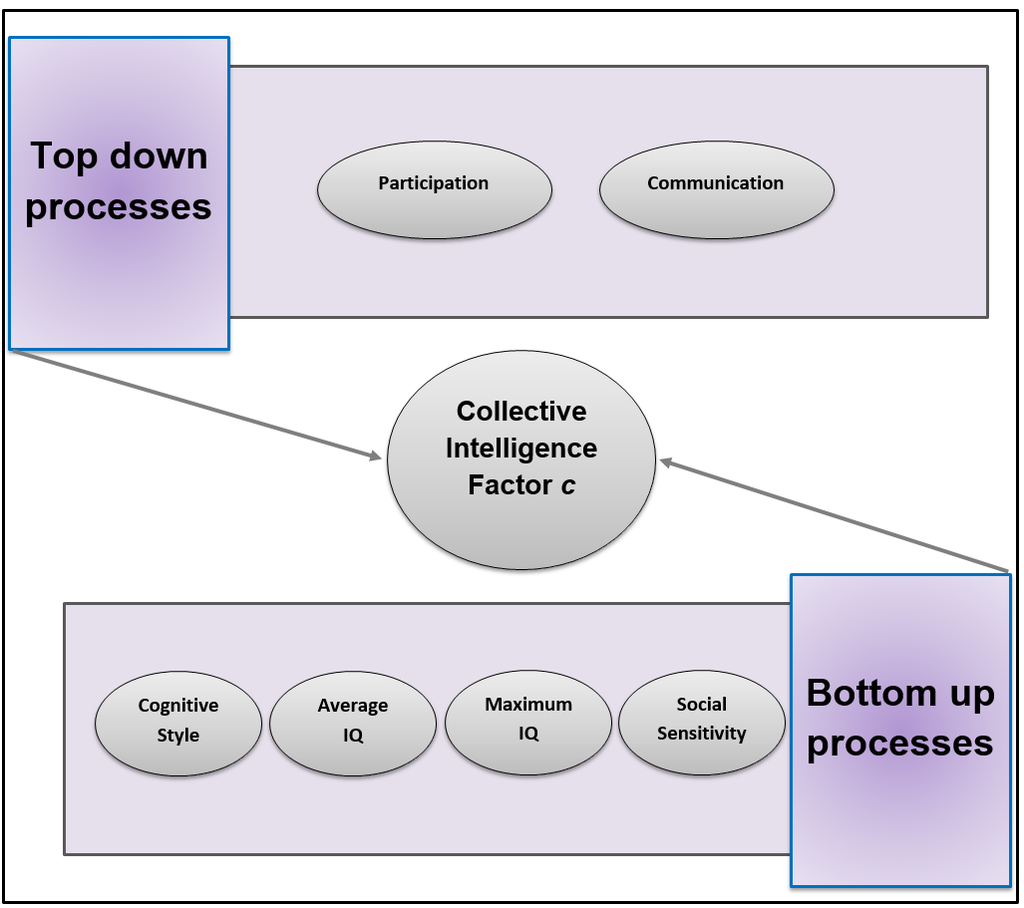 Top down
processes
Participation
Communication
Collective
Intelligence
Factor c
Cognitive
Style
Average
IQ
Maximum
IQ
Social
Sensitivity
Bottom up
processes